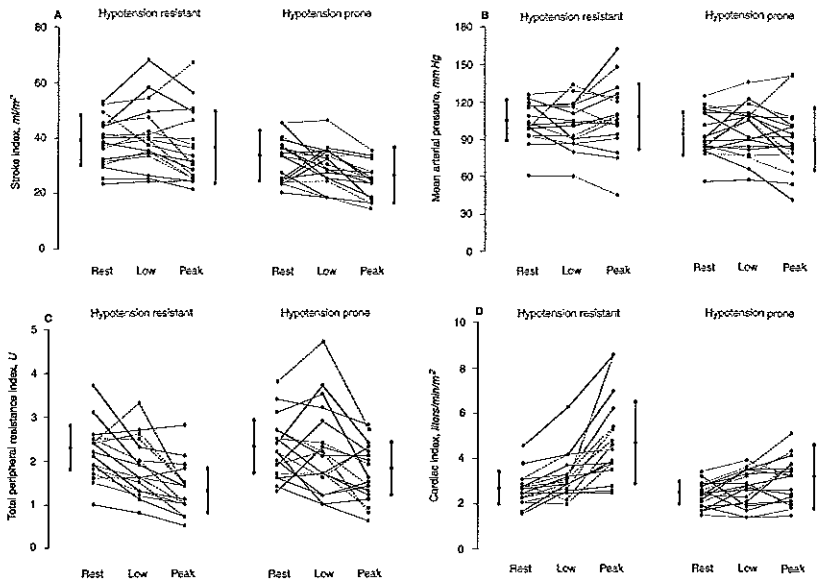 A Hypotension resistant Hypotension prone
Stroke index, ml/m²
80
60
40
20
0
Rest Low Peak Rest Low Peak
B Hypotension resistant Hypotension prone
Mean arterial pressure, mm Hg
180
150
120
90
60
30
0
Rest Low Peak Rest Low Peak
C Hypotension resistant Hypotension prone
Total peripheral resistance index, U
5
4
3
2
1
0
Rest Low Peak Rest Low Peak
D Hypotension resistant Hypotension prone
Cardiac index, liters/min/m²
10
8
6
4
2
0
Rest Low Peak Rest Low Peak